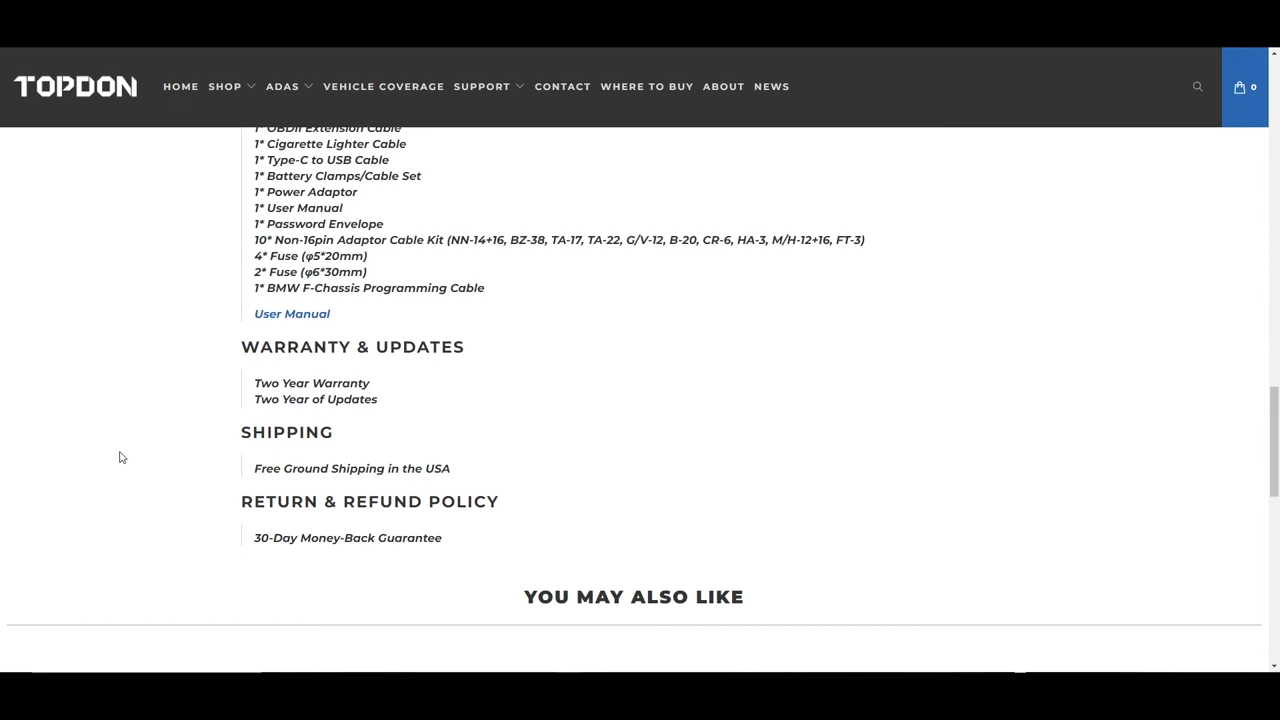 TOPDON
HOME SHOP ADAS VEHICLE COVERAGE SUPPORT CONTACT WHERE TO BUY ABOUT NEWS 0
1* OBDII Extension Cable
1* Cigarette Lighter Cable
1* Type-C to USB Cable
1* Battery Clamps/Cable Set
1* Power Adaptor
1* User Manual
1* Password Envelope
10* Non-16pin Adaptor Cable Kit (NN-14+16, BZ-38, TA-17, TA-22, G/V-12, B-20, CR-6, HA-3, M/H-12+16, FT-3)
4* Fuse (φ5*20mm)
2* Fuse (φ6*30mm)
1* BMW F-Chassis Programming Cable
User Manual
WARRANTY & UPDATES
Two Year Warranty
Two Year of Updates
SHIPPING
Free Ground Shipping in the USA
RETURN & REFUND POLICY
30-Day Money-Back Guarantee
YOU MAY ALSO LIKE